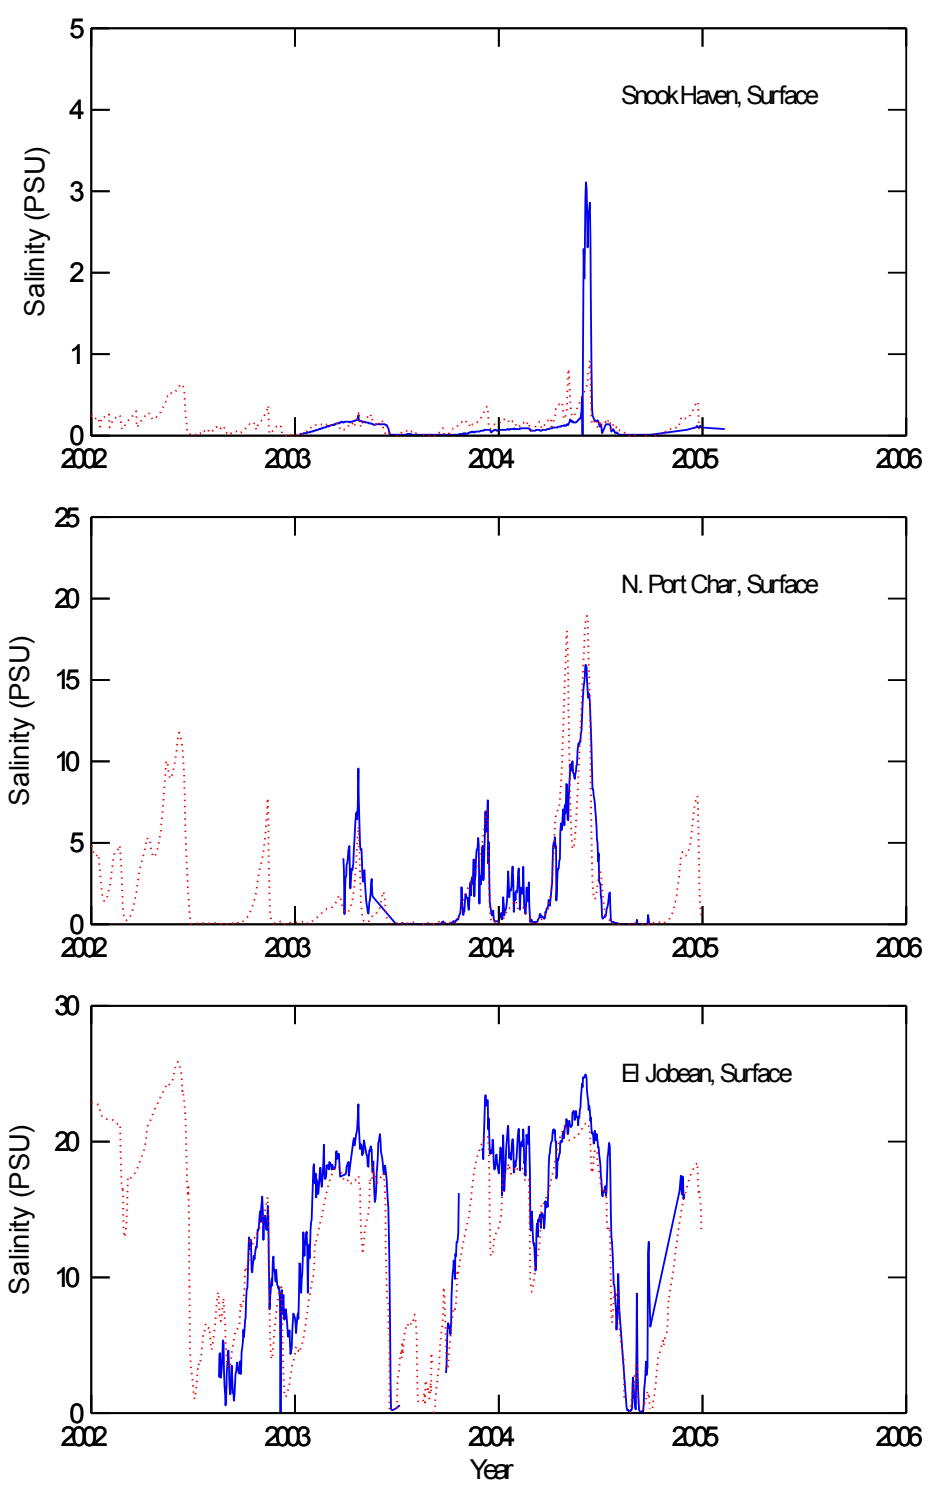 5
Snook Haven, Surface
4
3
Salinity (PSU)
2
1
0
2002 2003 2004 2005 2006
25
N. Port Char, Surface
20
15
Salinity (PSU)
10
5
0
2002 2003 2004 2005 2006
30
El Jobean, Surface
20
Salinity (PSU)
10
0
2002 2003 2004 2005 2006
Year